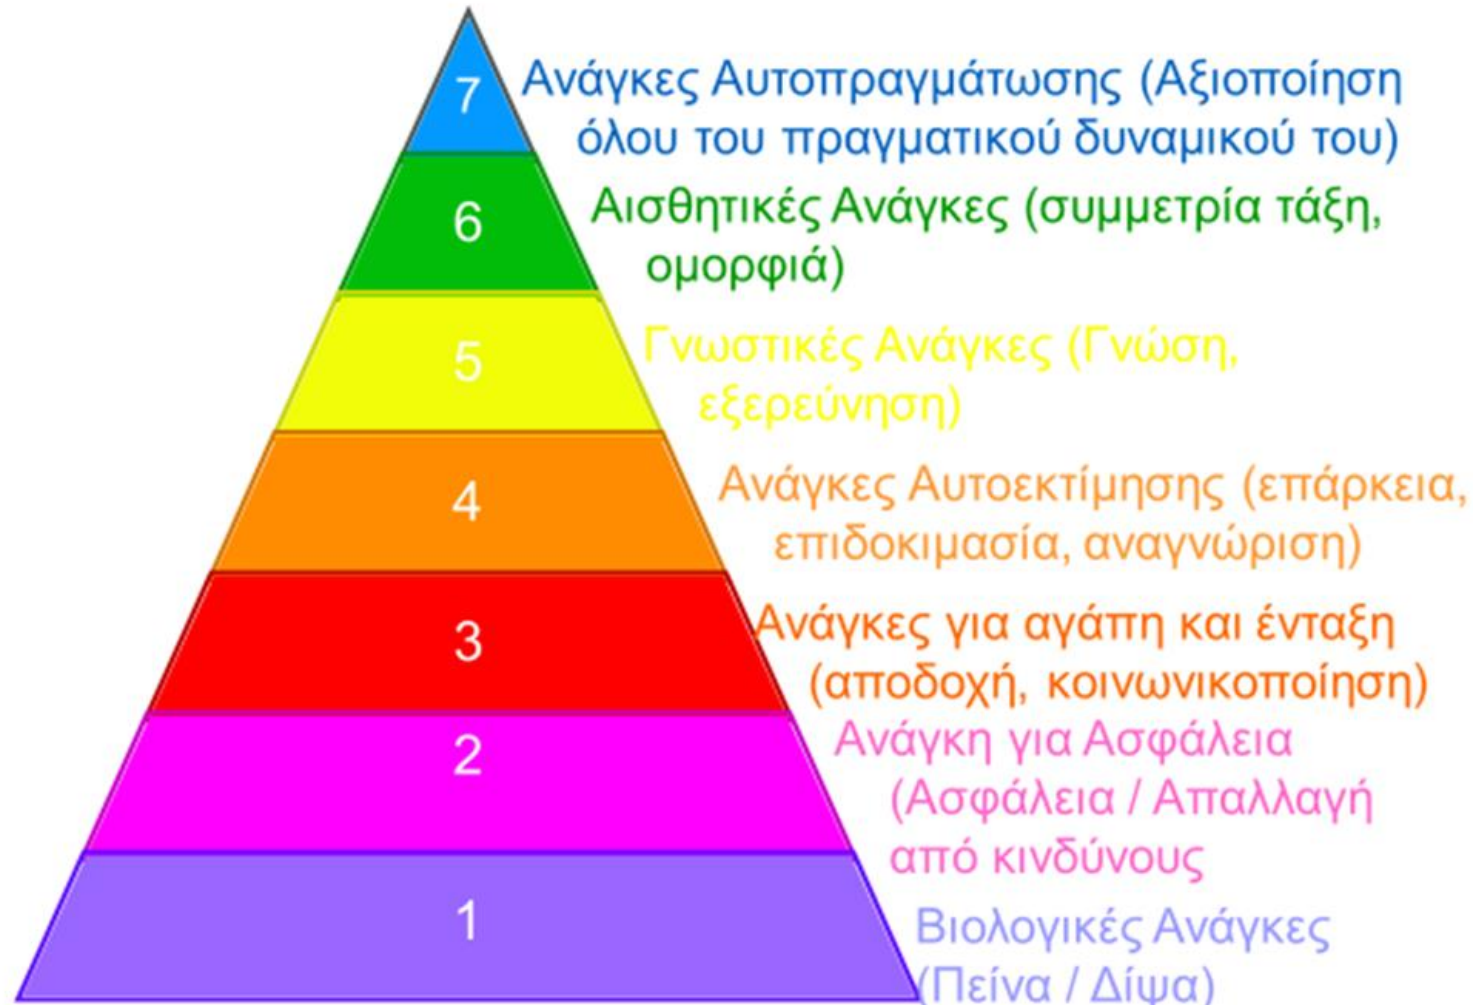 7
Ανάγκες Αυτοπραγμάτωσης (Αξιοποίηση
όλου του πραγματικού δυναμικού του)
6
Αισθητικές Ανάγκες (συμμετρία τάξη,
ομορφιά)
5
Γνωστικές Ανάγκες (Γνώση,
εξερεύνηση)
4
Ανάγκες Αυτοεκτίμησης (επάρκεια,
επιδοκιμασία, αναγνώριση)
3
Ανάγκες για αγάπη και ένταξη
(αποδοχή, κοινωνικοποίηση)
2
Ανάγκη για Ασφάλεια
(Ασφάλεια / Απαλλαγή
από κινδύνους
1
Βιολογικές Ανάγκες
(Πείνα / Δίψα)